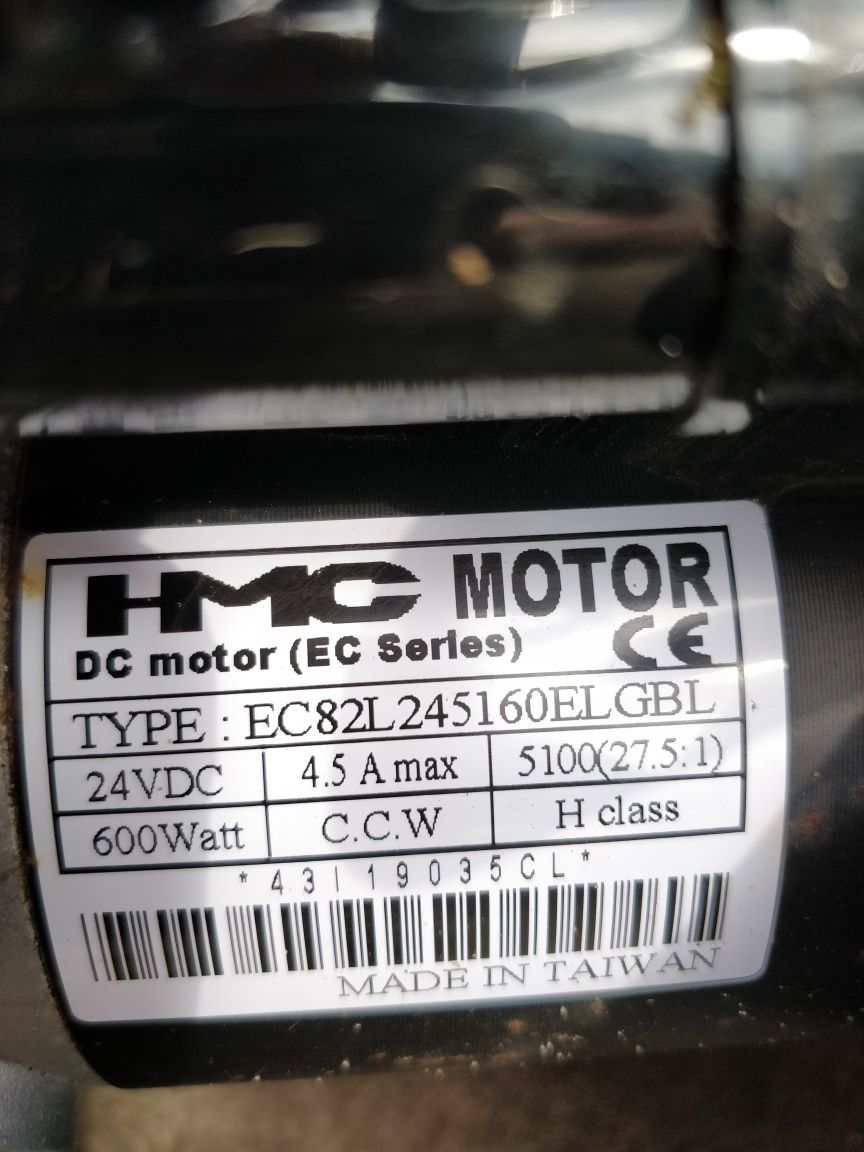 HMC MOTOR
DC motor (EC Series) CE
TYPE : EC82L245160ELGBL
24VDC 4.5 A max 5100(27.5:1)
600Watt C.C.W H class
*43I19035CL*
MADE IN TAIWAN